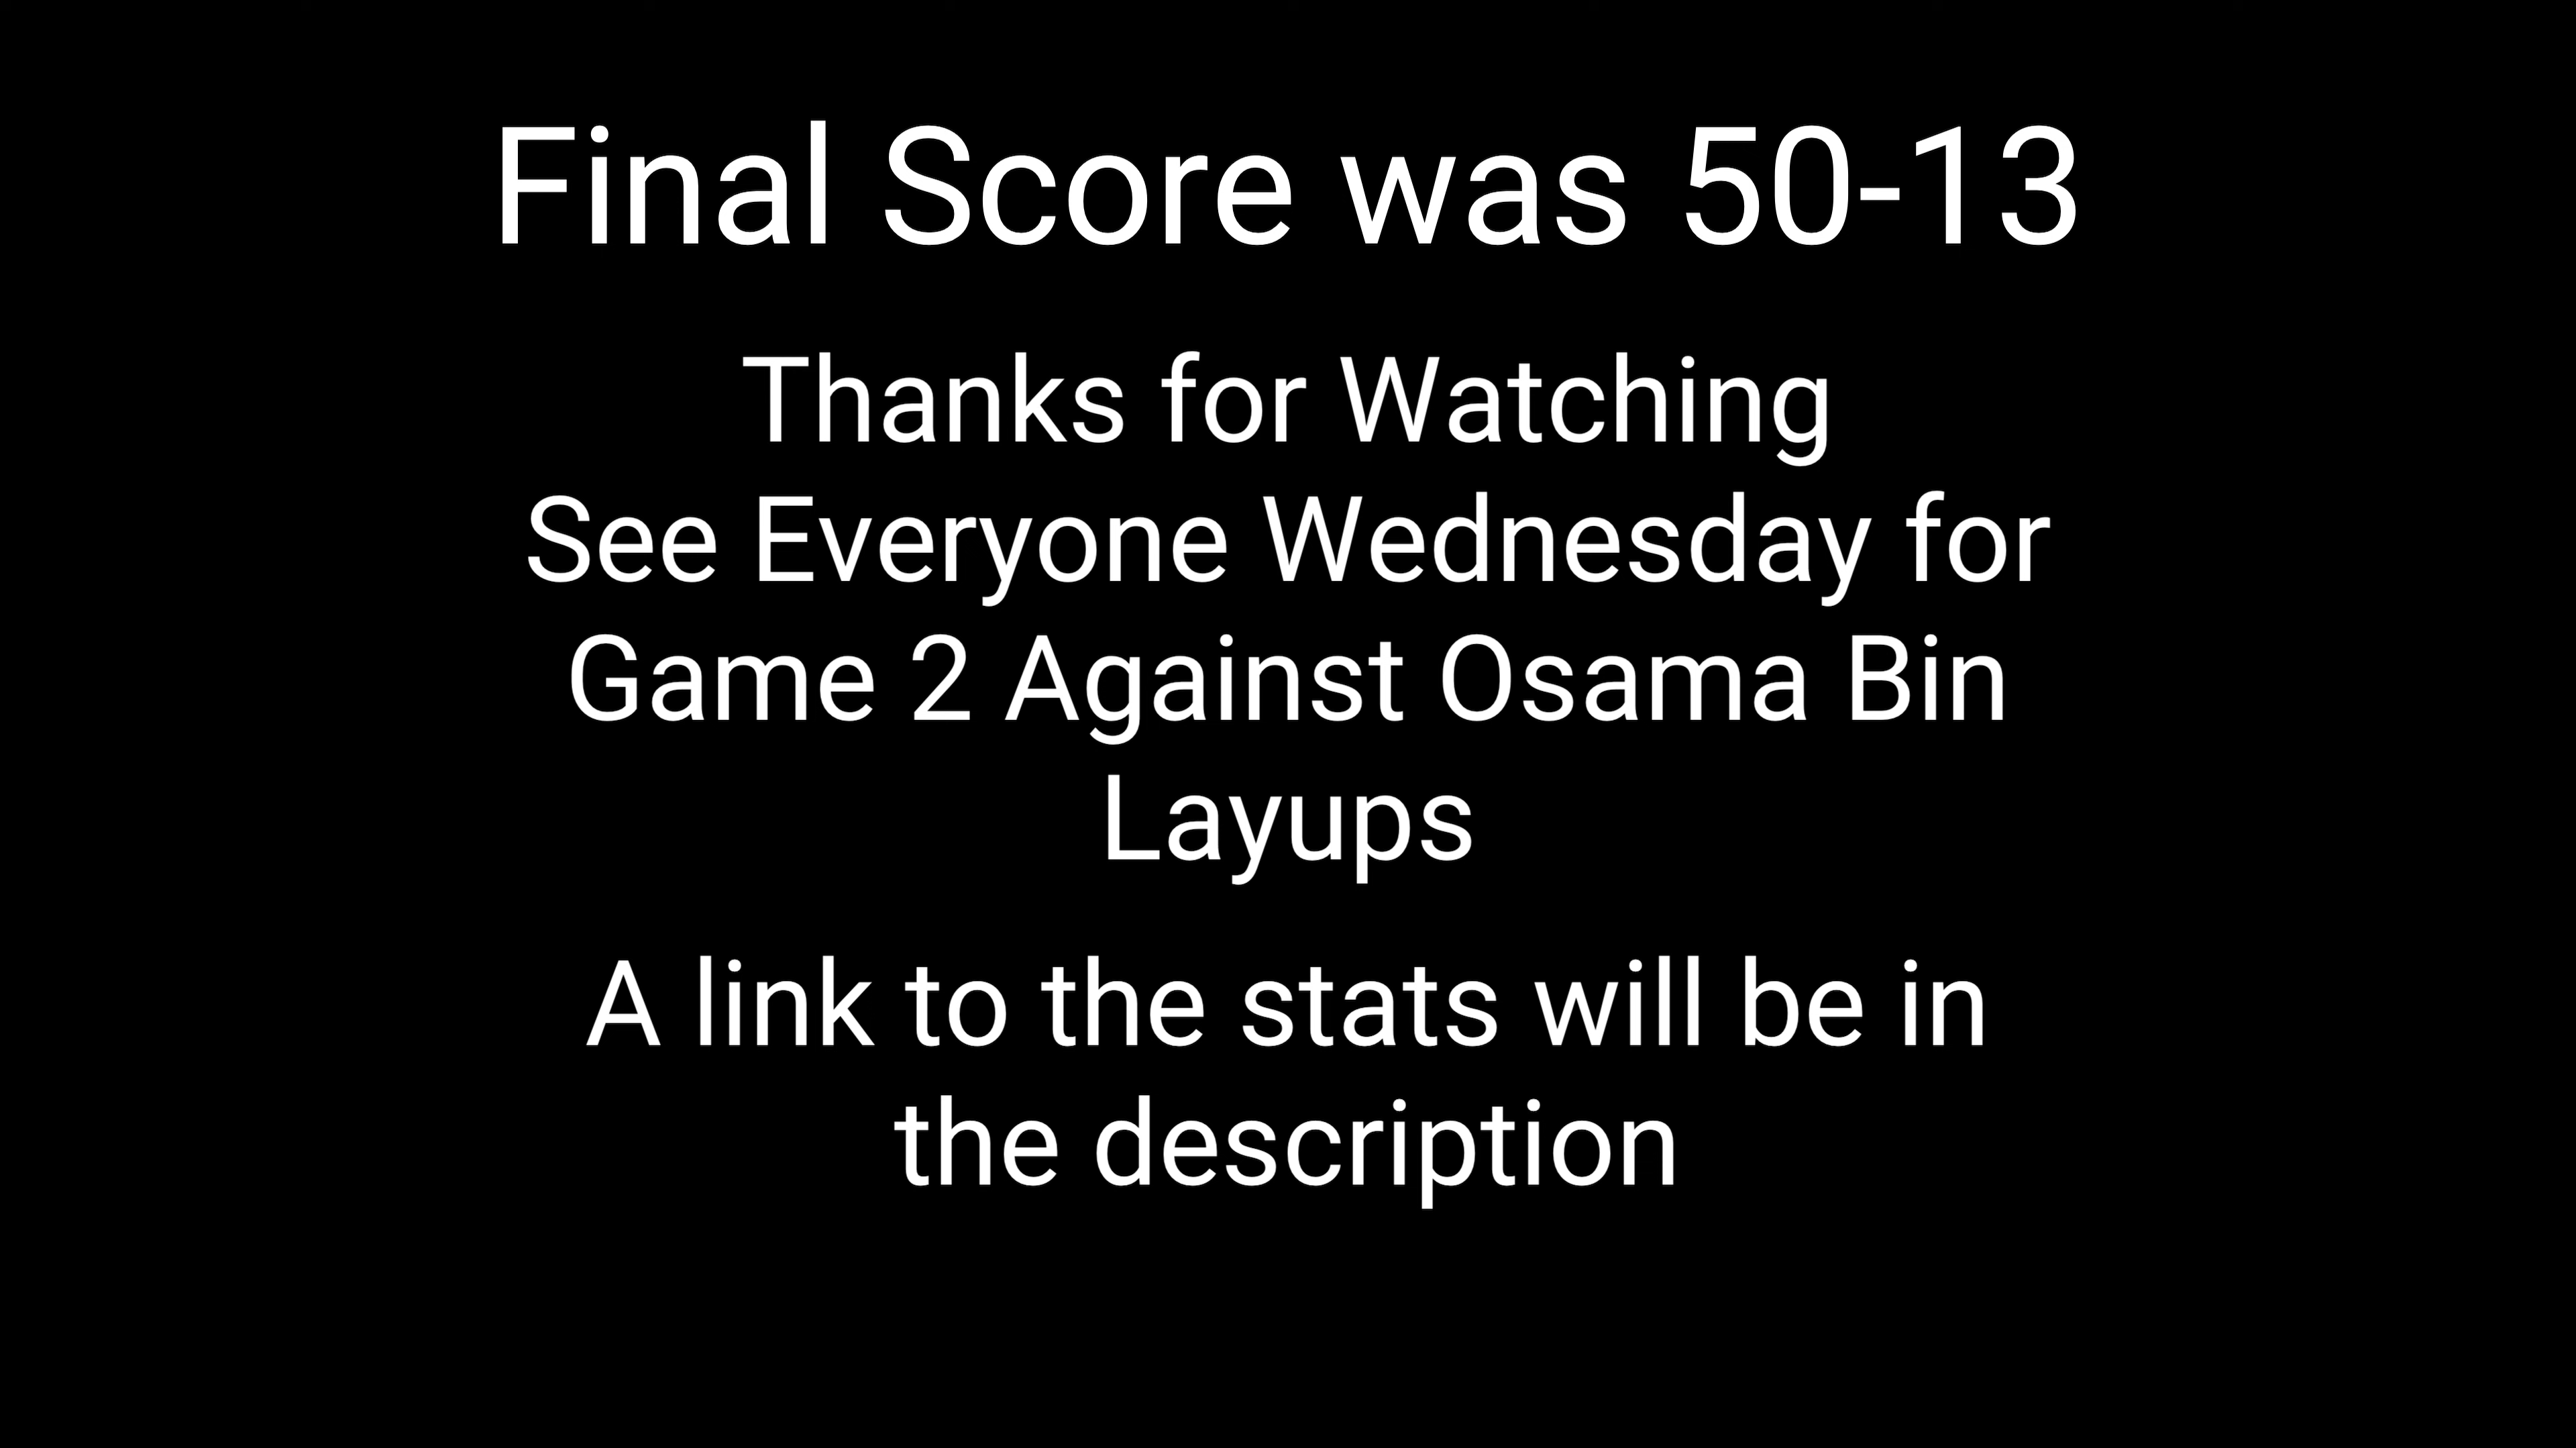 Final Score was 50-13
Thanks for Watching
See Everyone Wednesday for
Game 2 Against Osama Bin
Layups
A link to the stats will be in
the description